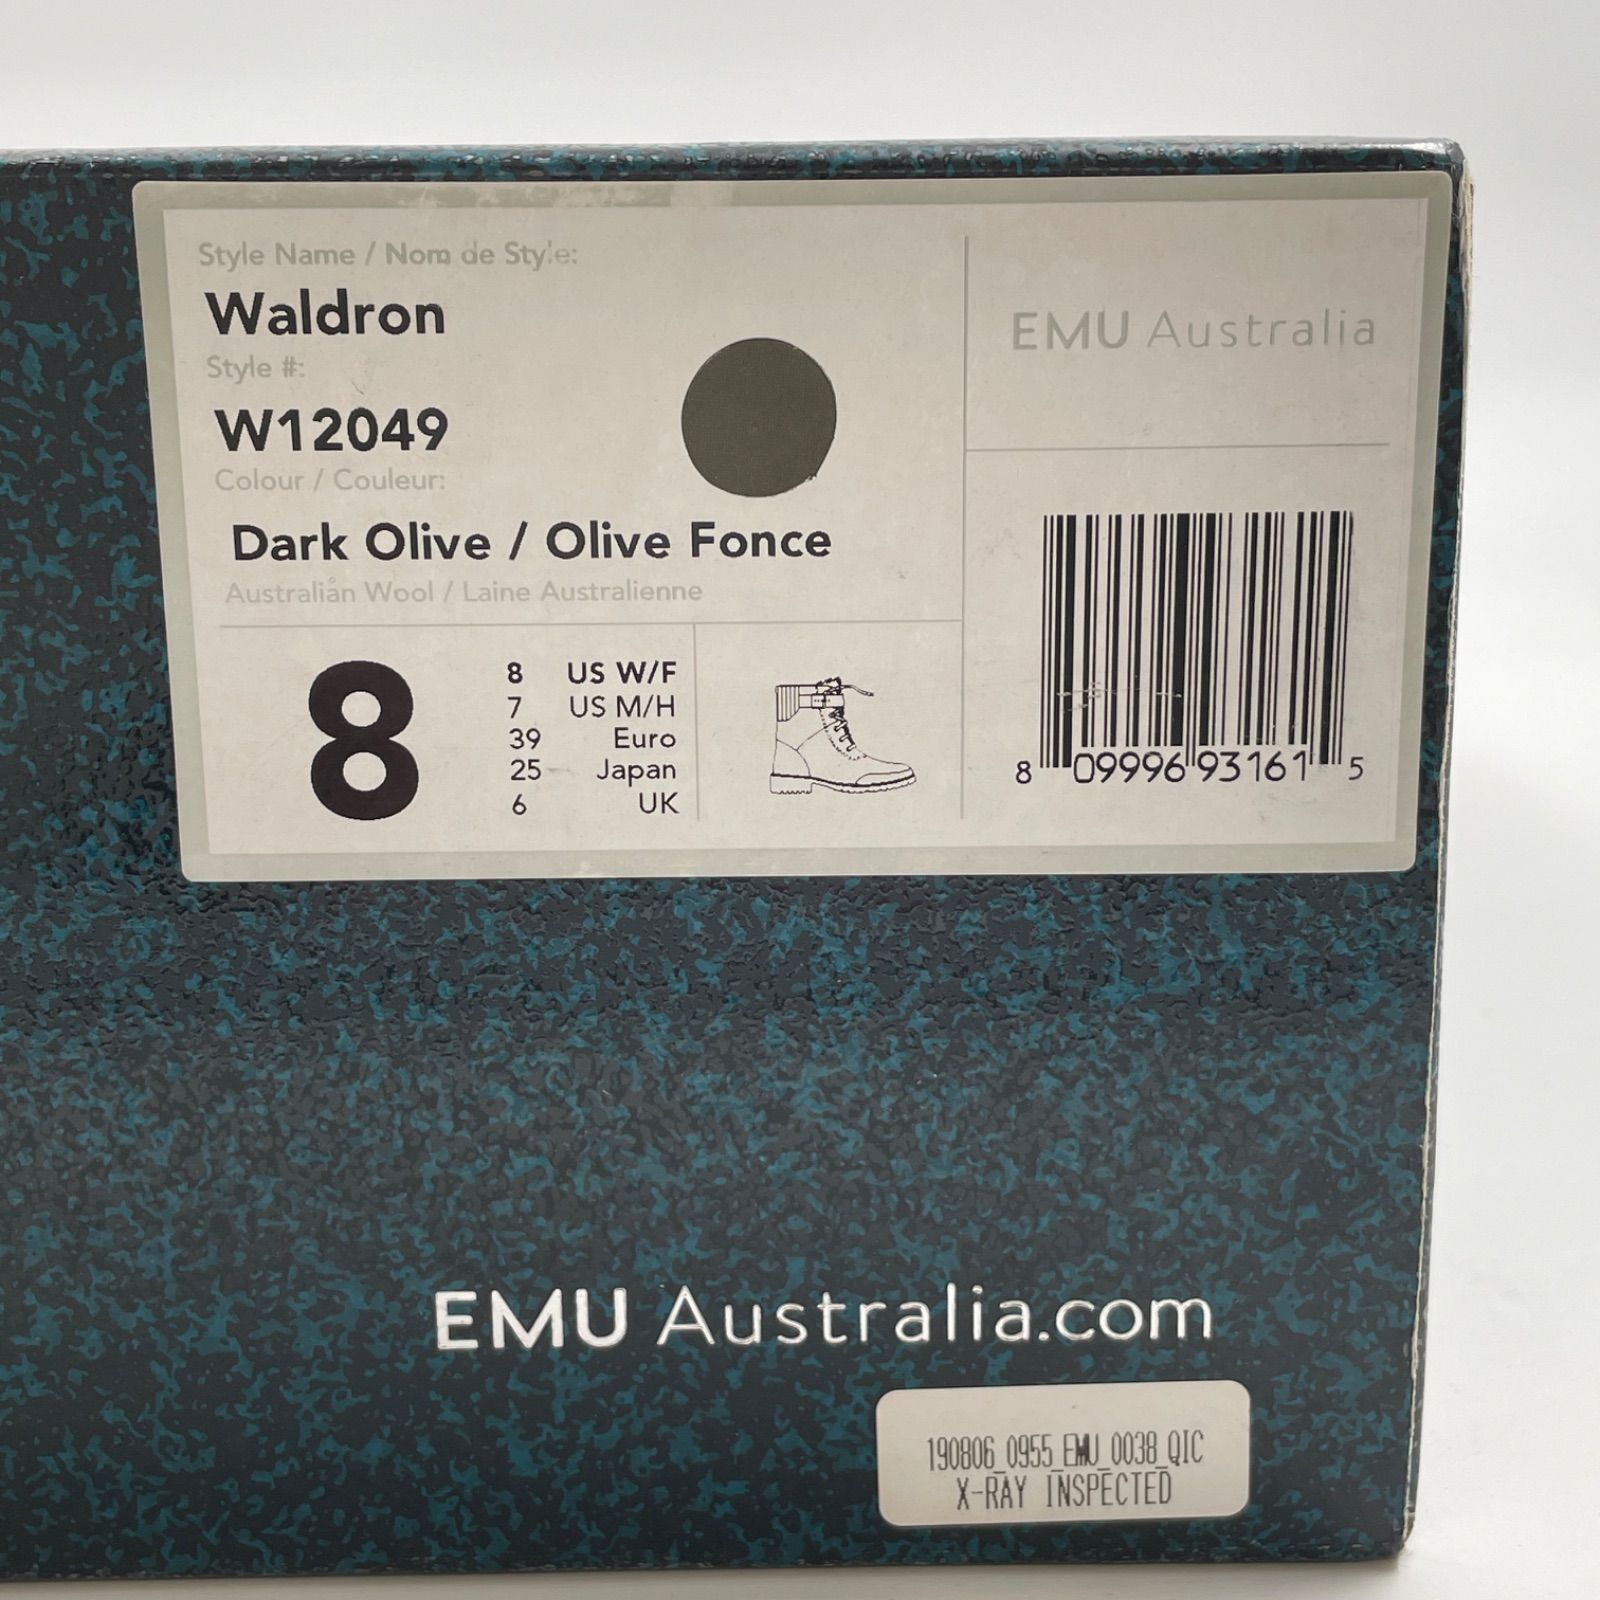 Style Name / Nom de Style:
Waldron
Style #:
W12049
Colour / Couleur:
Dark Olive / Olive Fonce
Australian Wool / Laine Australienne
8
8 US W/F
7 US M/H
39 Euro
25 Japan
6 UK
EMU Australia
8 09996 93161 5
EMU Australia.com
190806_0955_EMU_0038_QIC
X-RAY INSPECTED